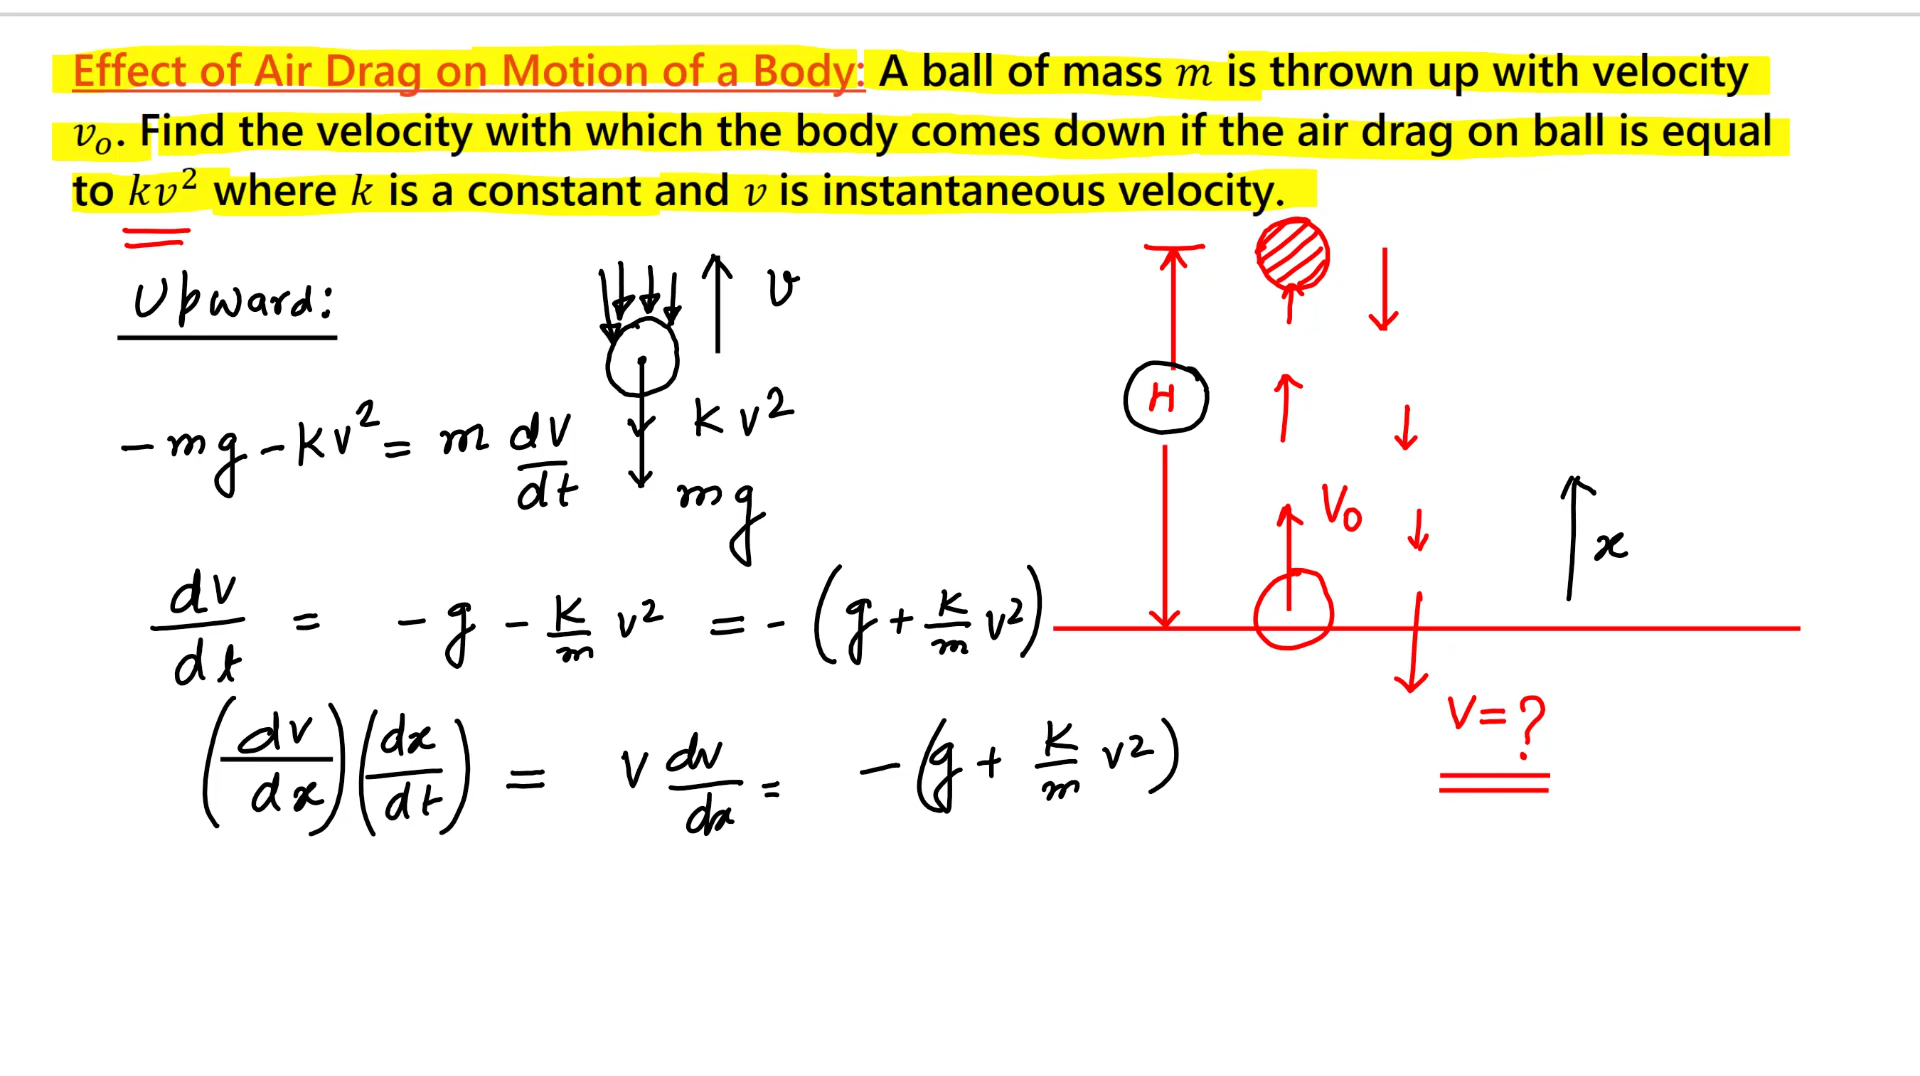 Effect of Air Drag on Motion of a Body: A ball of mass m is thrown up with velocity
v₀. Find the velocity with which the body comes down if the air drag on ball is equal
to kv² where k is a constant and v is instantaneous velocity.
Upward:
v
kv²
mg
-mg - kv² = m dv/dt
dv/dt = -g - k/m v² = -(g + k/m v²)
(dv/dx)(dx/dt) = v dv/dx = -(g + k/m v²)
H
V₀
x
V = ?